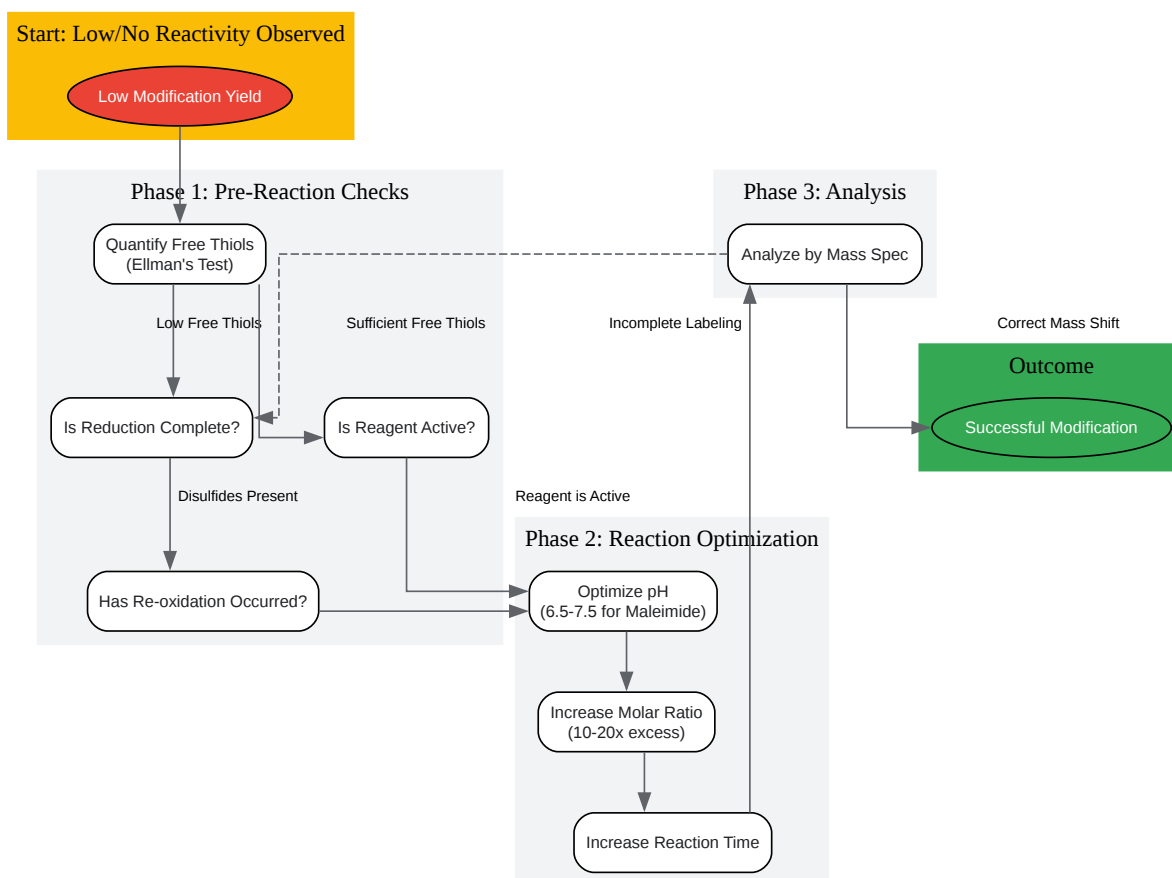 Start: Low/No Reactivity Observed
Low Modification Yield
Phase 1: Pre-Reaction Checks
Quantify Free Thiols
(Ellman's Test)
Low Free Thiols
Sufficient Free Thiols
Is Reduction Complete?
Is Reagent Active?
Disulfides Present
Has Re-oxidation Occurred?
Reagent is Active
Phase 2: Reaction Optimization
Optimize pH
(6.5-7.5 for Maleimide)
Increase Molar Ratio
(10-20x excess)
Increase Reaction Time
Phase 3: Analysis
Analyze by Mass Spec
Incomplete Labeling
Correct Mass Shift
Outcome
Successful Modification